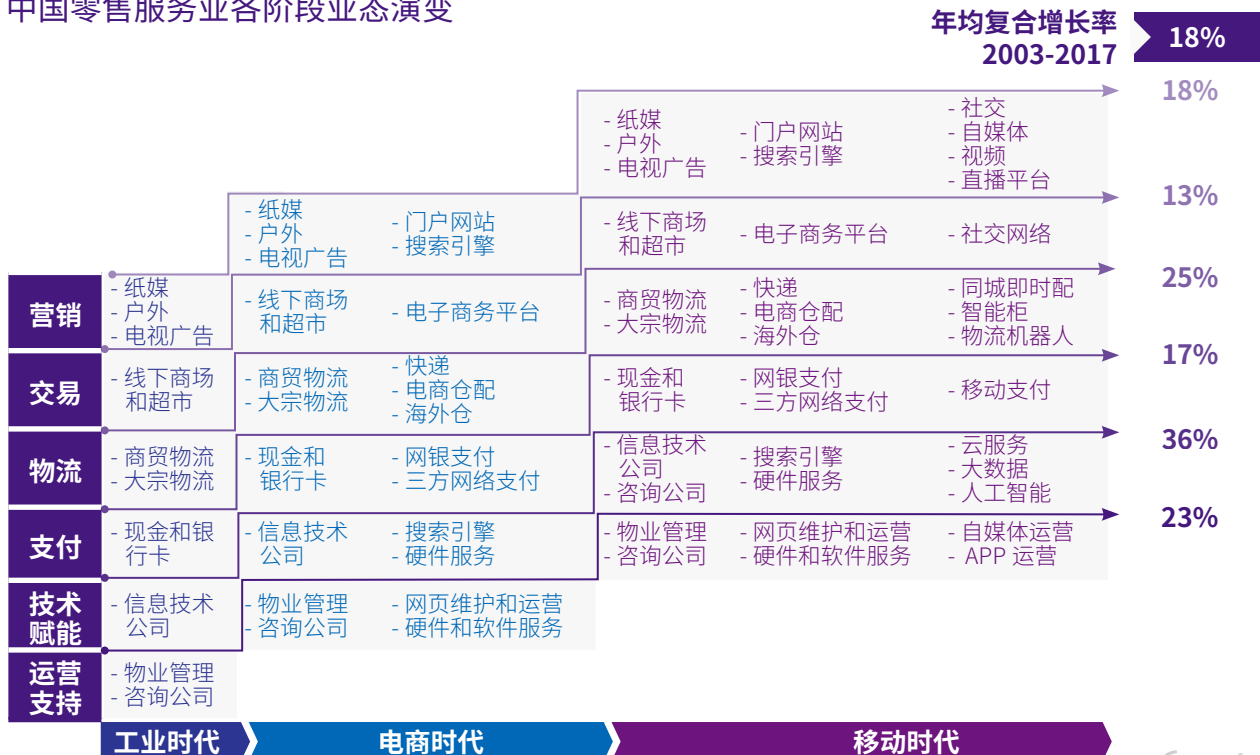 中国零售服务业各阶段业态演变
年均复合增长率
2003-2017
18%
18%
- 纸媒
- 户外
- 电视广告
- 门户网站
- 搜索引擎
- 社交
- 自媒体
- 视频
- 直播平台
13%
- 纸媒
- 户外
- 电视广告
- 门户网站
- 搜索引擎
- 线下商场
和超市
- 电子商务平台
- 社交网络
25%
营销
- 纸媒
- 户外
- 电视广告
- 线下商场
和超市
- 电子商务平台
- 商贸物流
- 大宗物流
- 快递
- 电商仓配
- 海外仓
- 同城即时配
- 智能柜
- 物流机器人
17%
交易
- 线下商场
和超市
- 商贸物流
- 大宗物流
- 快递
- 电商仓配
- 海外仓
- 现金和
银行卡
- 网银支付
- 三方网络支付
- 移动支付
36%
物流
- 商贸物流
- 大宗物流
- 现金和
银行卡
- 网银支付
- 三方网络支付
- 信息技术
公司
- 咨询公司
- 搜索引擎
- 硬件服务
- 云服务
- 大数据
- 人工智能
23%
支付
- 现金和银
行卡
- 信息技术
公司
- 搜索引擎
- 硬件服务
- 物业管理
- 咨询公司
- 网页维护和运营
- 硬件和软件服务
- 自媒体运营
- APP 运营
技术
赋能
- 信息技术
公司
- 物业管理
- 咨询公司
- 网页维护和运营
- 硬件和软件服务
运营
支持
- 物业管理
- 咨询公司
工业时代
电商时代
移动时代